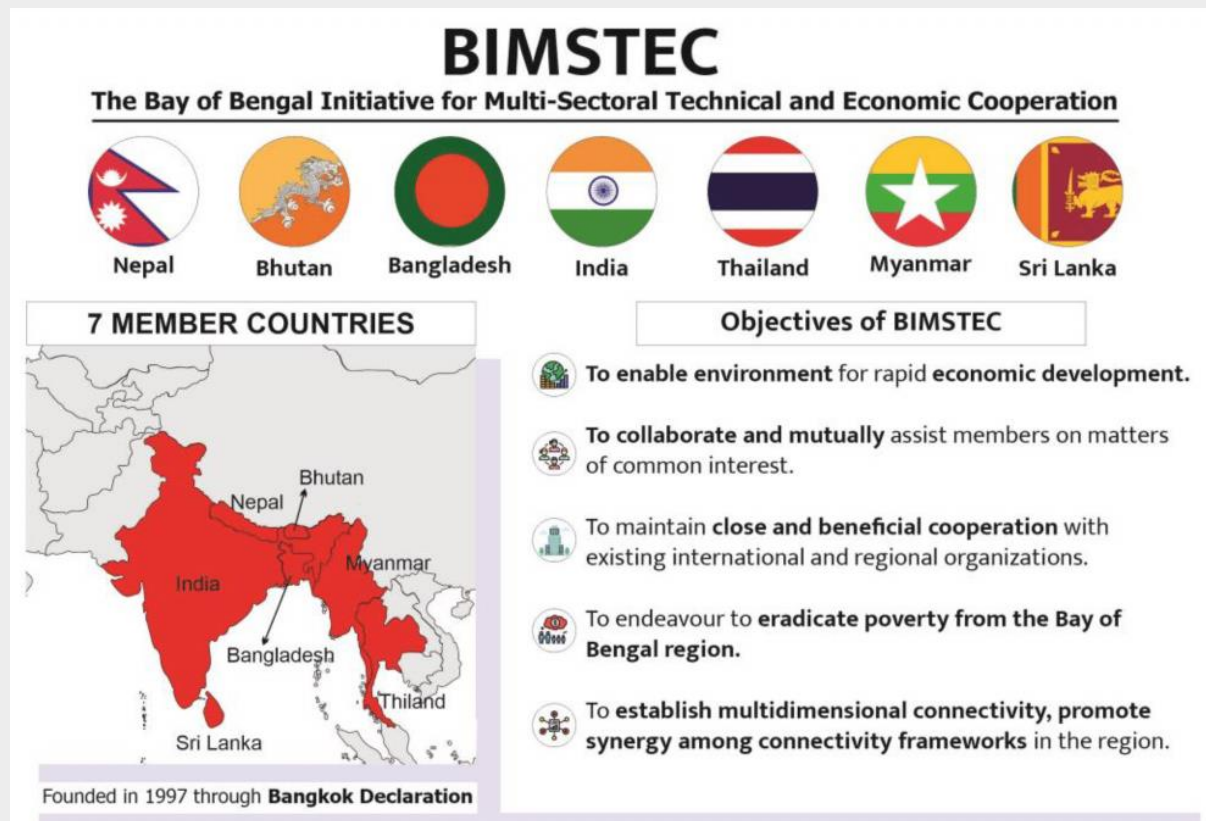 BIMSTEC
The Bay of Bengal Initiative for Multi-Sectoral Technical and Economic Cooperation
Nepal
Bhutan
Bangladesh
India
Thailand
Myanmar
Sri Lanka
7 MEMBER COUNTRIES
Bhutan
Nepal
Myanmar
India
Bangladesh
Thiland
Sri Lanka
Founded in 1997 through Bangkok Declaration
Objectives of BIMSTEC
To enable environment for rapid economic development.
To collaborate and mutually assist members on matters
of common interest.
To maintain close and beneficial cooperation with
existing international and regional organizations.
To endeavour to eradicate poverty from the Bay of
Bengal region.
To establish multidimensional connectivity, promote
synergy among connectivity frameworks in the region.